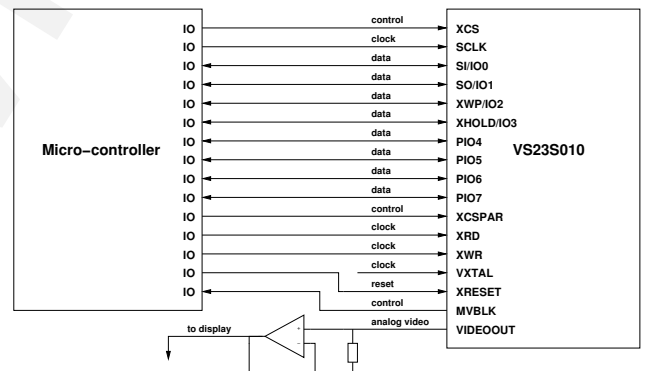 control
IO XCS
clock
IO SCLK
data
IO SI/IO0
data
IO SO/IO1
data
IO XWP/IO2
data
IO XHOLD/IO3
data
IO PIO4
data
Micro-controller IO PIO5 VS23S010
data
IO PIO6
data
IO PIO7
control
IO XCSPAR
clock
IO XRD
clock
IO XWR
clock
IO VXTAL
reset
IO XRESET
control
MVBLK
to display + analog video VIDEOOUT
-